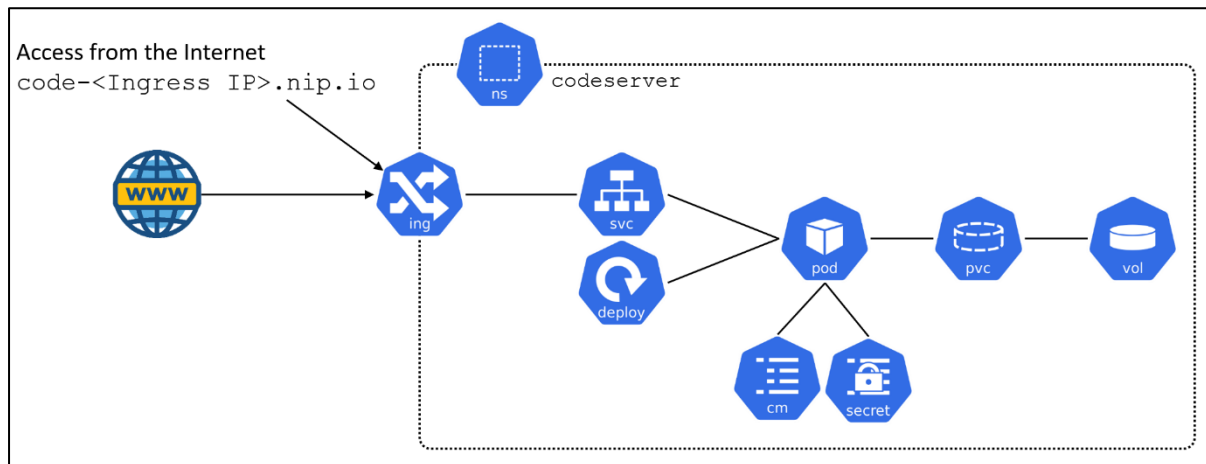 Access from the Internet
code-<Ingress IP>.nip.io
ns
codeserver
www
ing
svc
deploy
pod
pvc
vol
cm
secret